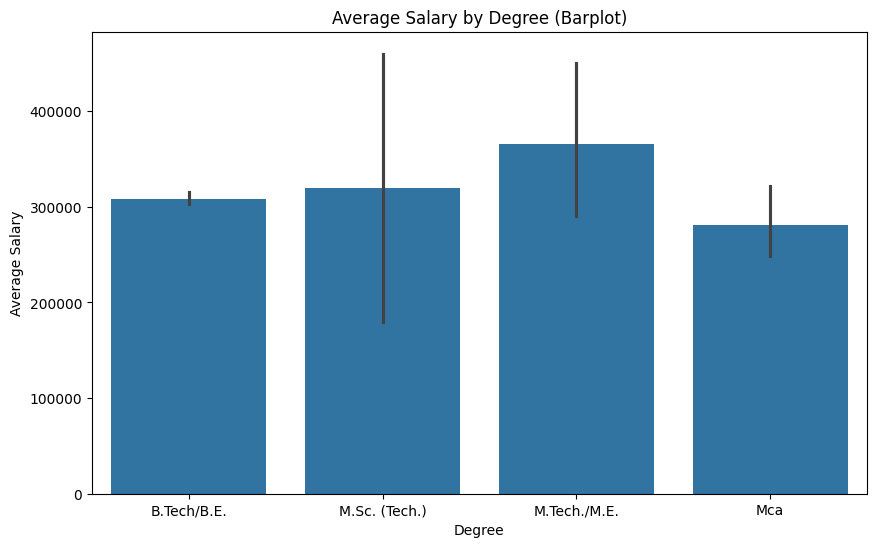 Average Salary by Degree (Barplot)
Average Salary
400000
300000
200000
100000
0
B.Tech/B.E.
M.Sc. (Tech.)
M.Tech./M.E.
Mca
Degree